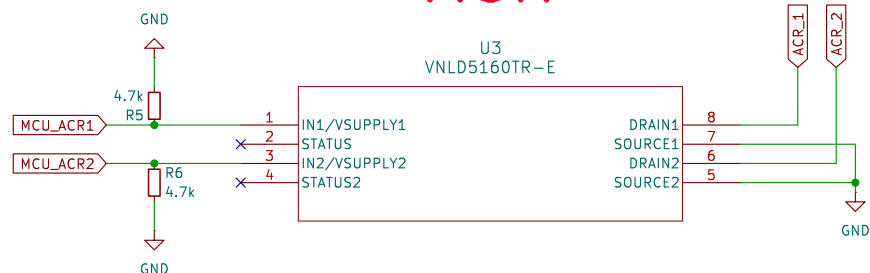 GND
ACR_1
ACR_2
U3
VNLD5160TR-E
4.7k
R5
MCU_ACR1
1
IN1/VSUPPLY1
DRAIN1
8
2
STATUS
SOURCE1
7
MCU_ACR2
3
IN2/VSUPPLY2
DRAIN2
6
R6
4.7k
4
STATUS2
SOURCE2
5
GND
GND